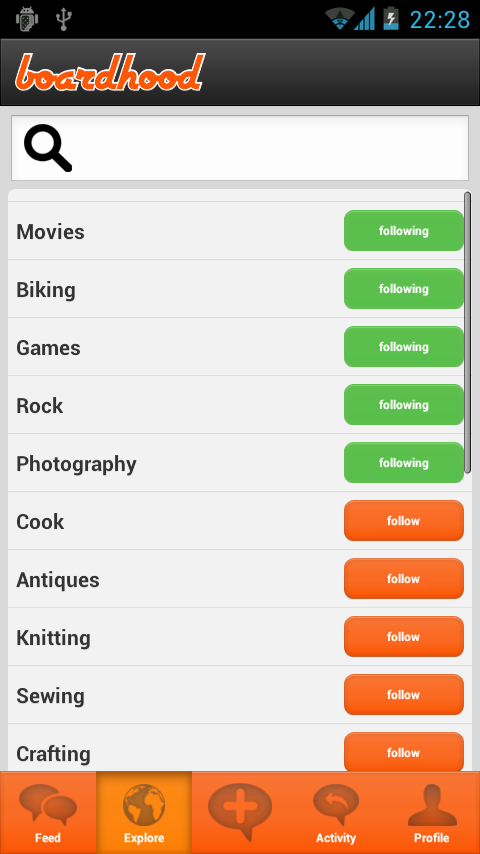 22:28
boardhood
Movies following
Biking following
Games following
Rock following
Photography following
Cook follow
Antiques follow
Knitting follow
Sewing follow
Crafting follow
Feed Explore Activity Profile